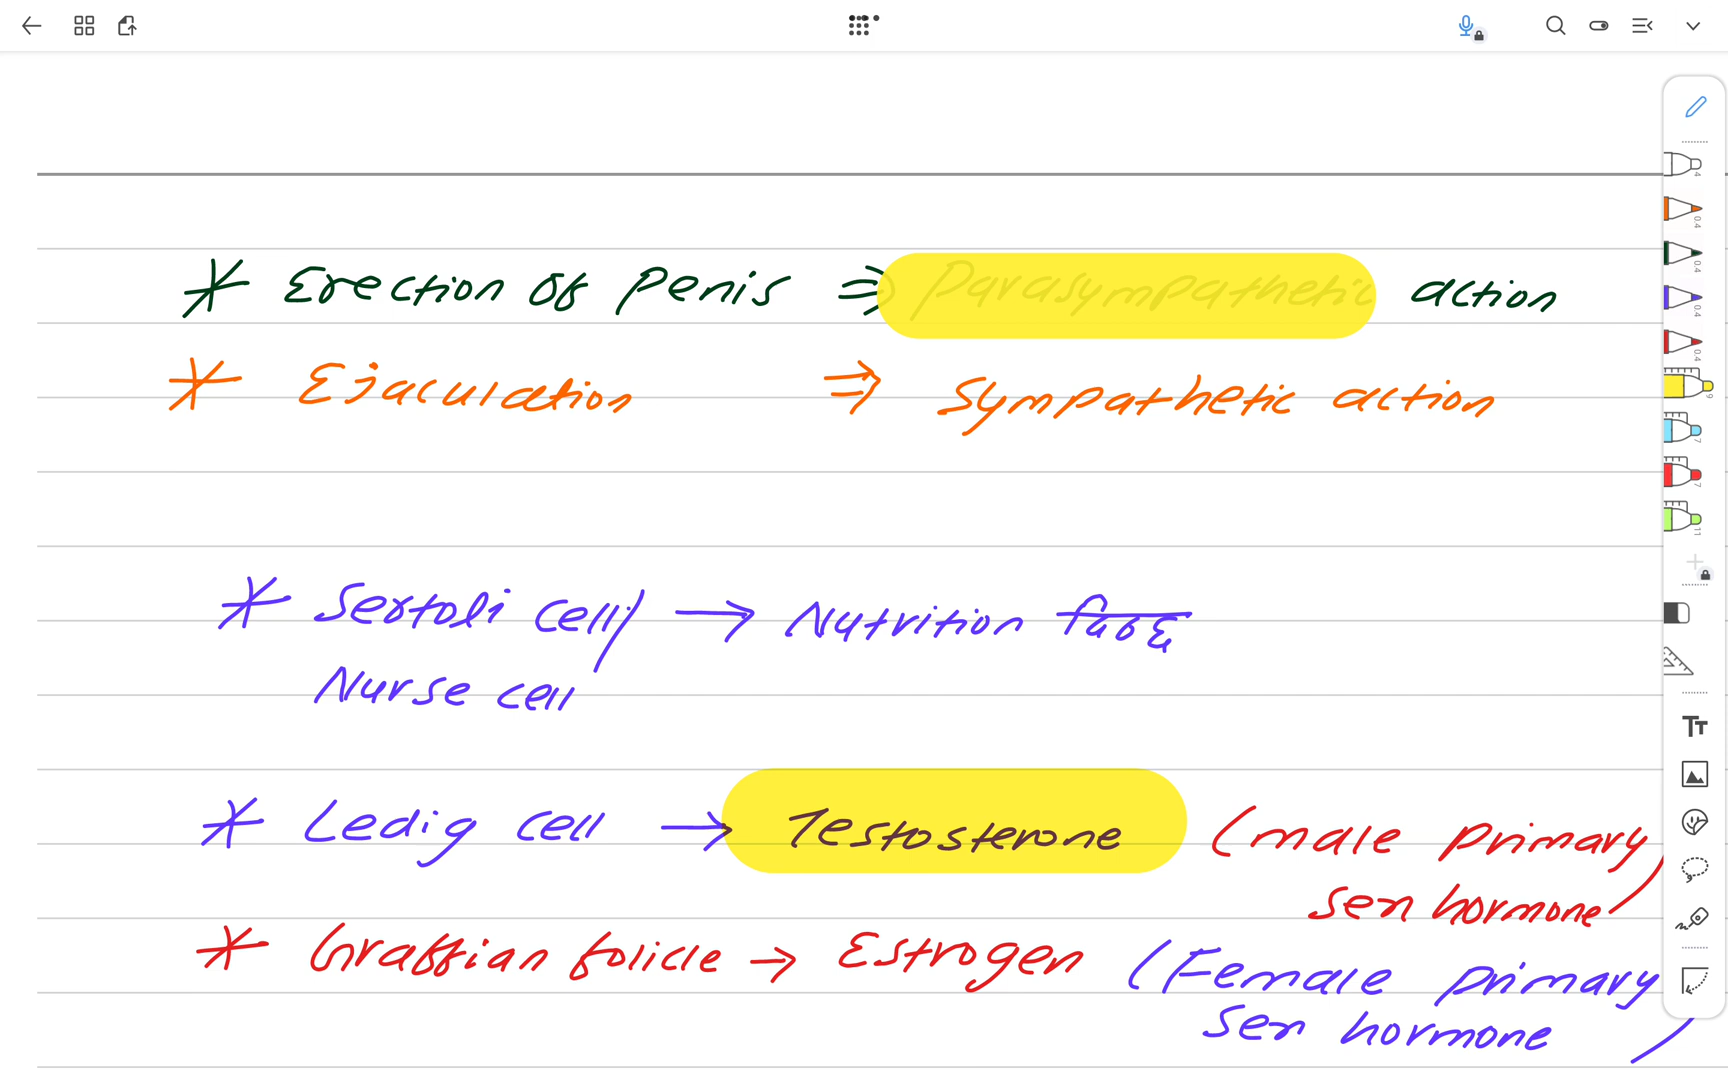 * Erection of penis ⇒ Parasympathetic action
* Ejaculation ⇒ Sympathetic action
* Sertoli cell/ → Nutrition
Nurse cell
* Ledig cell → Testosterone (male primary
sex hormone)
* Graffian folicle → Estrogen (Female primary
sex hormone)